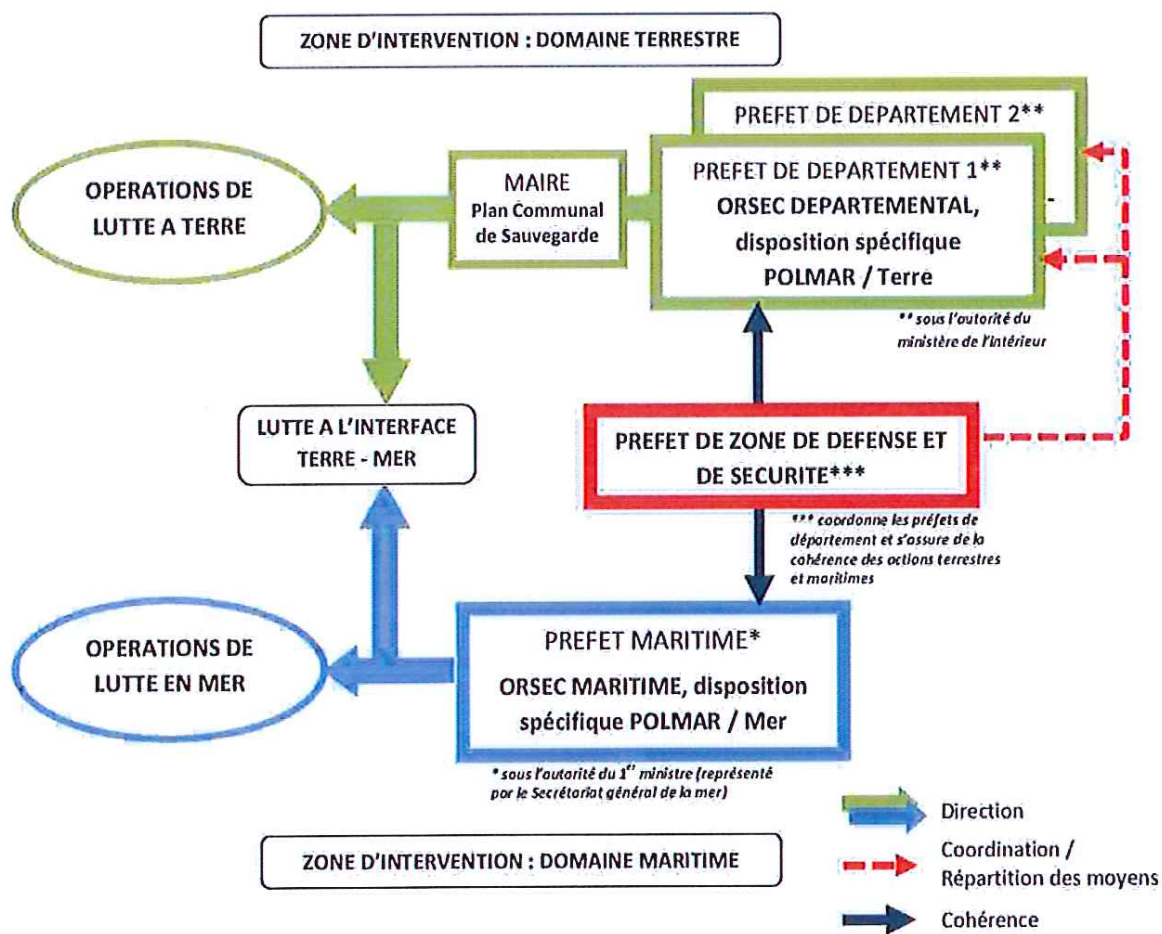 ZONE D'INTERVENTION : DOMAINE TERRESTRE
PREFET DE DEPARTEMENT 2**
PREFET DE DEPARTEMENT 1**
ORSEC DEPARTEMENTAL,
disposition spécifique
POLMAR / Terre
MAIRE
Plan Communal
de Sauvegarde
OPERATIONS DE
LUTTE A TERRE
** sous l'autorité du
ministère de l'Intérieur
LUTTE A L'INTERFACE
TERRE - MER
PREFET DE ZONE DE DEFENSE ET
DE SECURITE***
*** coordonne les préfets de
département et s'assure de la
cohérence des actions terrestres
et maritimes
OPERATIONS DE
LUTTE EN MER
PREFET MARITIME*
ORSEC MARITIME, disposition
spécifique POLMAR / Mer
* sous l'autorité du 1er ministre (représenté
par le Secrétariat général de la mer)
ZONE D'INTERVENTION : DOMAINE MARITIME
Direction
Coordination /
Répartition des moyens
Cohérence